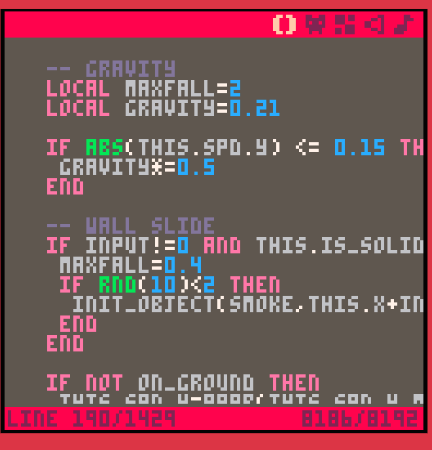 -- GRAVITY
LOCAL MAXFALL=2
LOCAL GRAVITY=0.21
IF ABS(THIS.SPD.Y) <= 0.15 TH
GRAVITY*=0.5
END
-- WALL SLIDE
IF INPUT!=0 AND THIS.IS_SOLID
MAXFALL=0.4
IF RND(10)<2 THEN
INIT_OBJECT(SMOKE,THIS.X+IN
END
END
IF NOT ON_GROUND THEN
LINE 190/1429 8186/8192